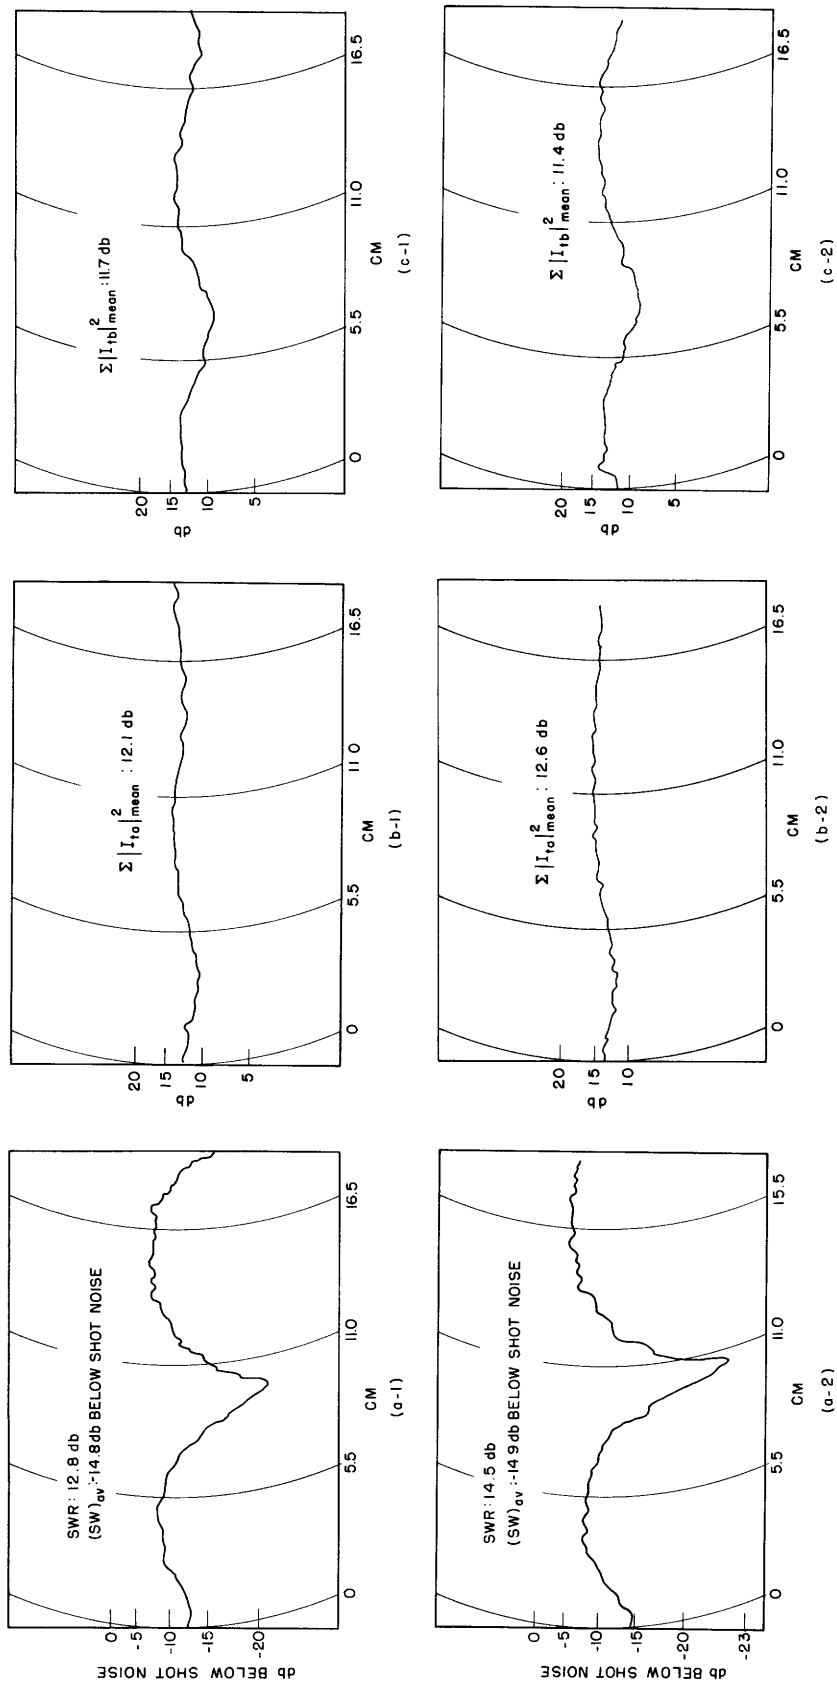 SWR: 12.8 db
(SW)av:-14.8db BELOW SHOT NOISE
db BELOW SHOT NOISE
0
-5
-10
-15
-20
0 5.5 11.0 16.5
CM
(a-1)
Σ|Ita|²mean : 12.1 db
db
20
15
10
5
0 5.5 11.0 16.5
CM
(b-1)
Σ|Itb|²mean : 11.7 db
db
20
15
10
5
0 5.5 11.0 16.5
CM
(c-1)
SWR: 14.5 db
(SW)av:-14.9db BELOW SHOT NOISE
db BELOW SHOT NOISE
0
-5
-10
-15
-20
-23
0 5.5 11.0 15.5
CM
(a-2)
Σ|Ita|²mean : 12.6 db
db
20
15
10
0 5.5 11.0 16.5
CM
(b-2)
Σ|Itb|²mean : 11.4 db
db
20
15
10
5
0 5.5 11.0 16.5
CM
(c-2)